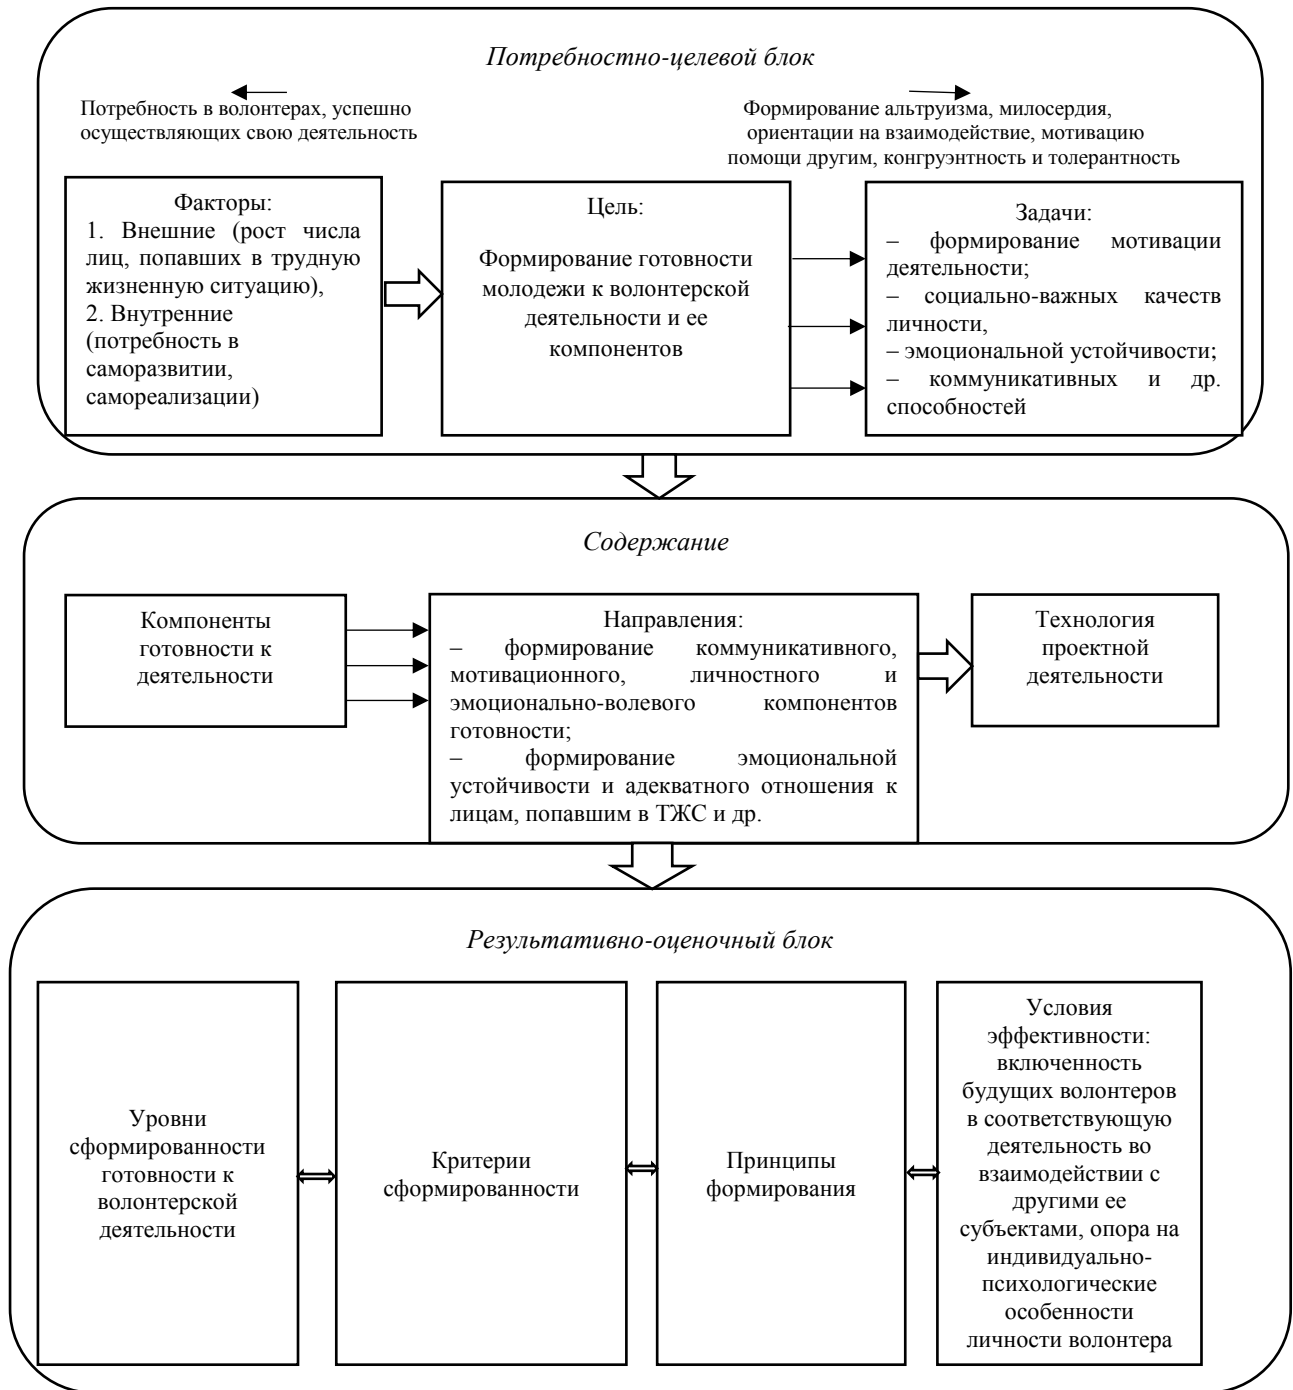 Потребностно-целевой блок
Потребность в волонтерах, успешно
осуществляющих свою деятельность
Формирование альтруизма, милосердия,
ориентации на взаимодействие, мотивацию
помощи другим, конгруэнтность и толерантность
Факторы:
1. Внешние (рост числа
лиц, попавших в трудную
жизненную ситуацию),
2. Внутренние
(потребность в
саморазвитии,
самореализации)
Цель:
Формирование готовности
молодежи к волонтерской
деятельности и ее
компонентов
Задачи:
– формирование мотивации
деятельности;
– социально-важных качеств
личности,
– эмоциональной устойчивости;
– коммуникативных и др.
способностей
Содержание
Компоненты
готовности к
деятельности
Направления:
– формирование коммуникативного,
мотивационного, личностного и
эмоционально-волевого компонентов
готовности;
– формирование эмоциональной
устойчивости и адекватного отношения к
лицам, попавшим в ТЖС и др.
Технология
проектной
деятельности
Результативно-оценочный блок
Уровни
сформированности
готовности к
волонтерской
деятельности
Критерии
сформированности
Принципы
формирования
Условия
эффективности:
включенность
будущих волонтеров
в соответствующую
деятельность во
взаимодействии с
другими ее
субъектами, опора на
индивидуально-
психологические
особенности
личности волонтера